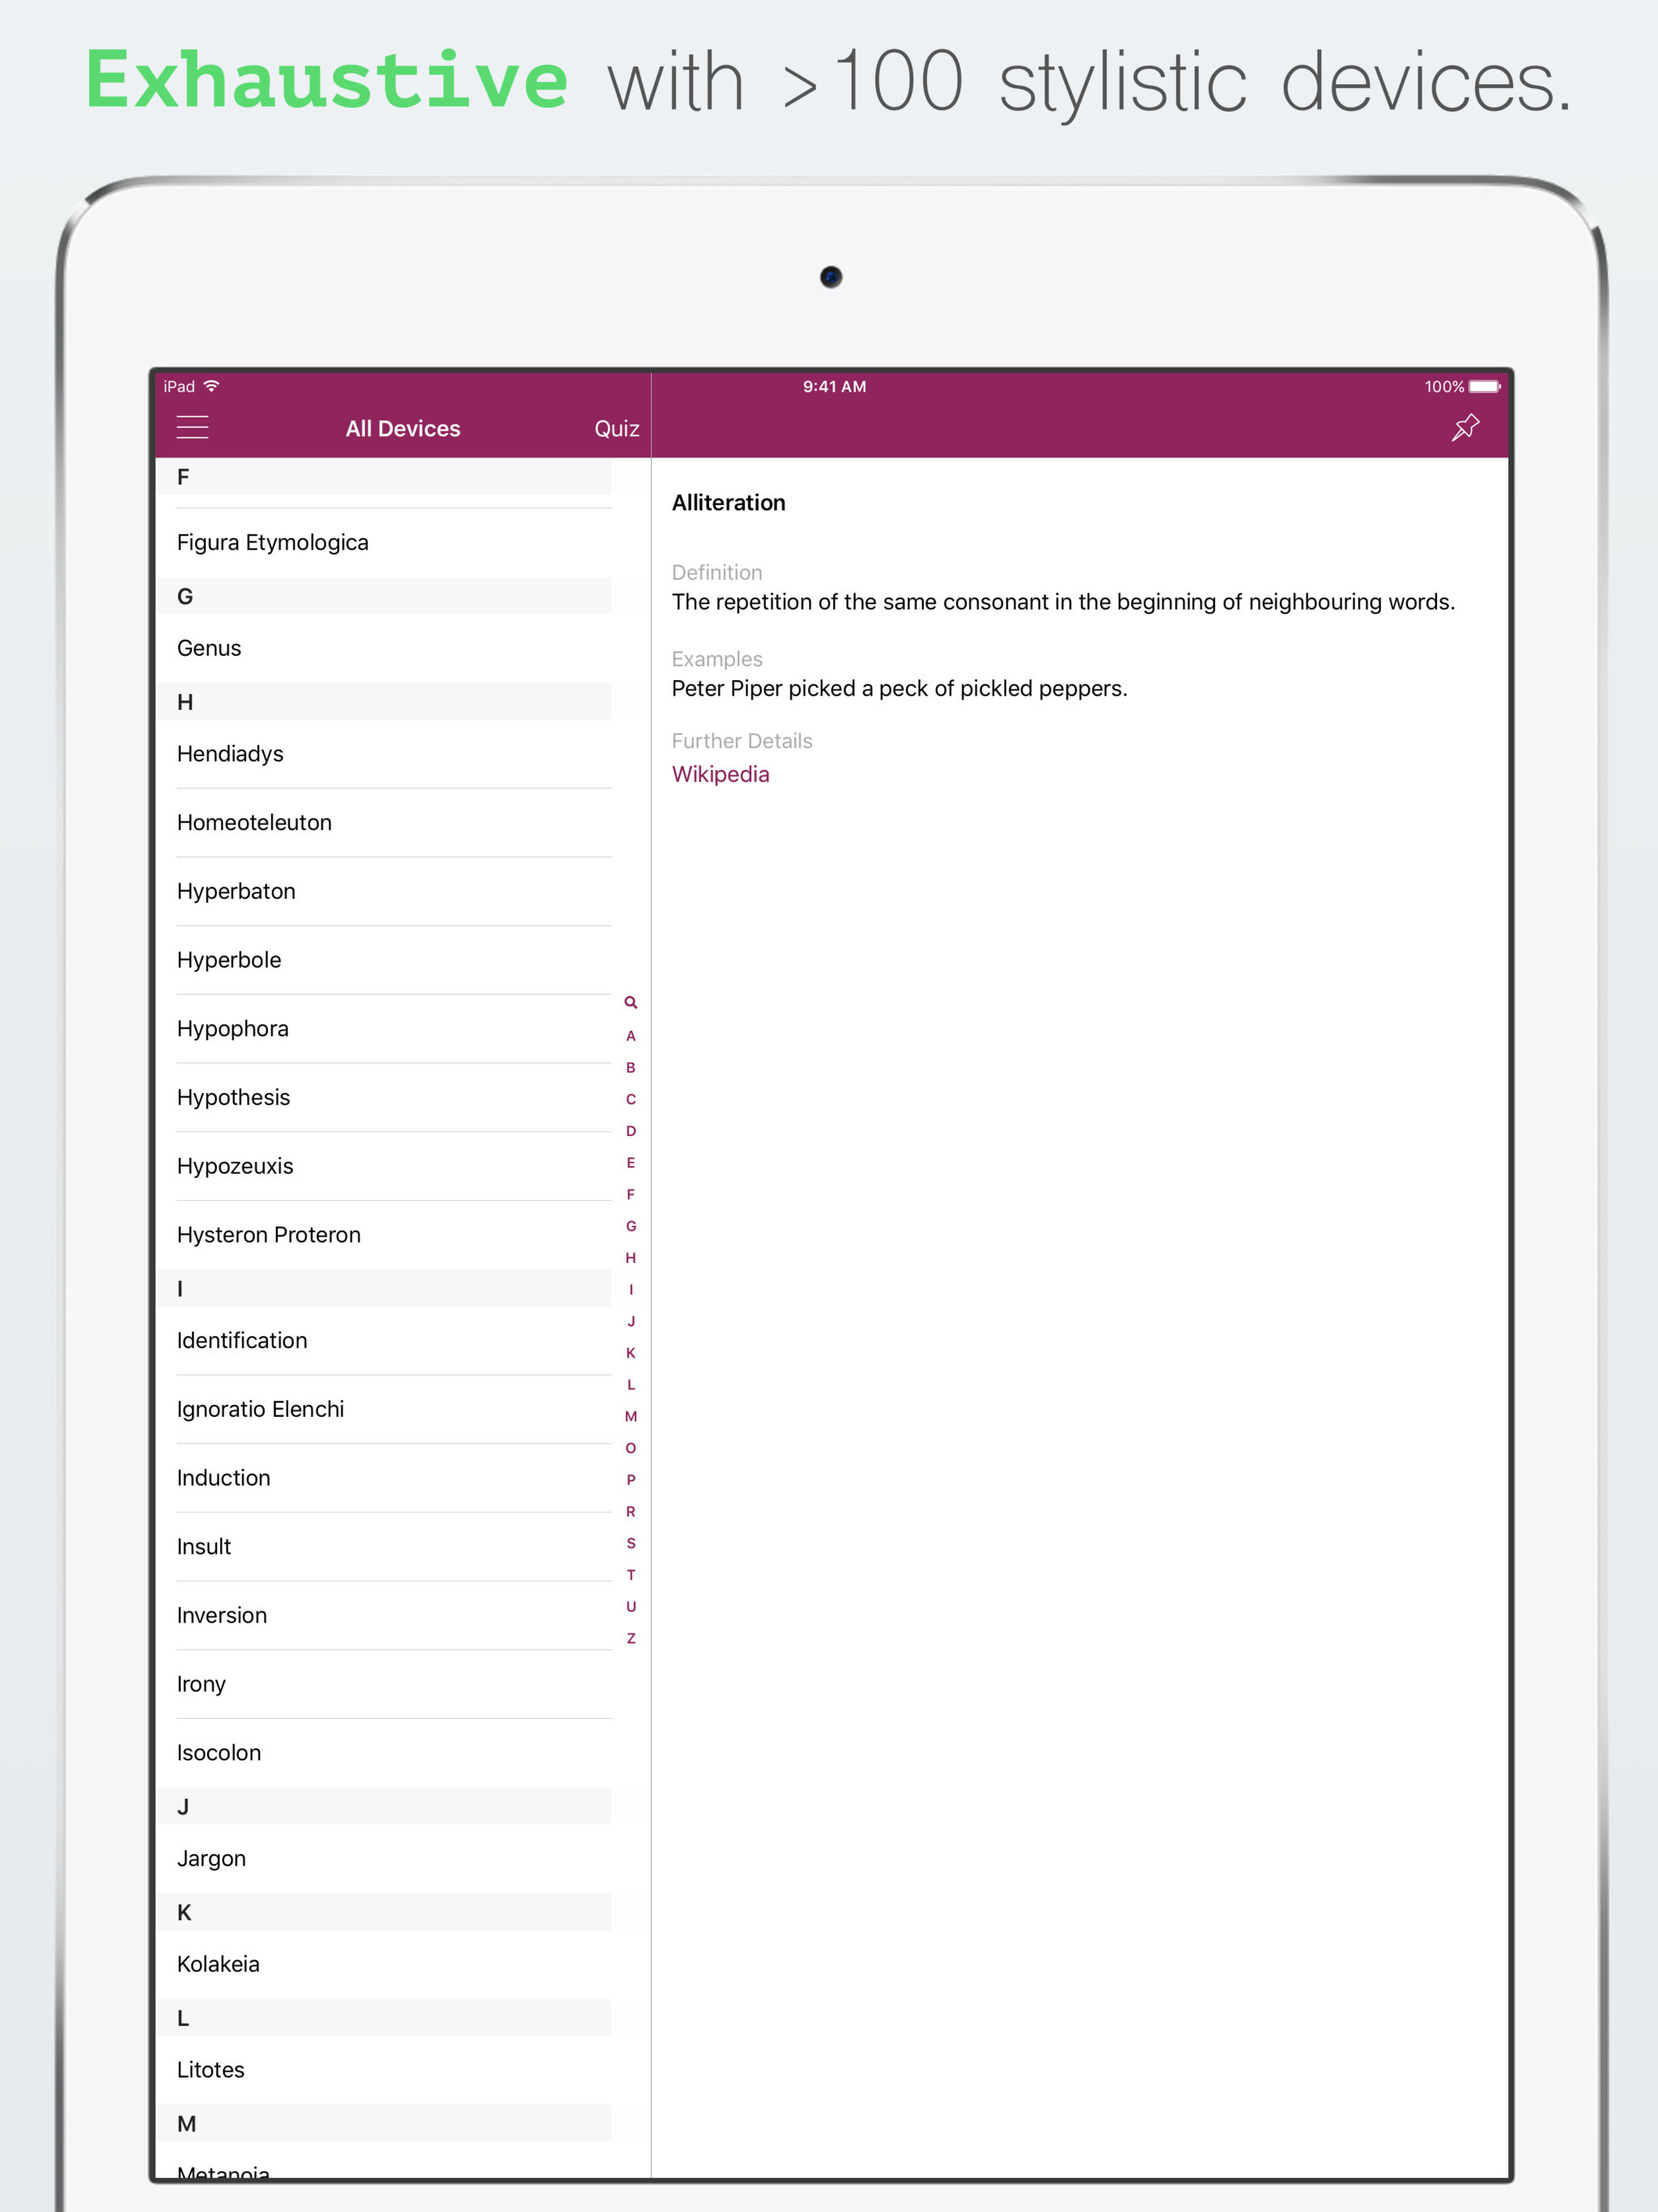 Exhaustive with >100 stylistic devices.
iPad 9:41 AM 100%
All Devices Quiz
F
Figura Etymologica
G
Genus
H
Hendiadys
Homeoteleuton
Hyperbaton
Hyperbole
Hypophora
Hypothesis
Hypozeuxis
Hysteron Proteron
I
Identification
Ignoratio Elenchi
Induction
Insult
Inversion
Irony
Isocolon
J
Jargon
K
Kolakeia
L
Litotes
M
Metanoia
A
B
C
D
E
F
G
H
I
J
K
L
M
O
P
R
S
T
U
Z
Alliteration
Definition
The repetition of the same consonant in the beginning of neighbouring words.
Examples
Peter Piper picked a peck of pickled peppers.
Further Details
Wikipedia